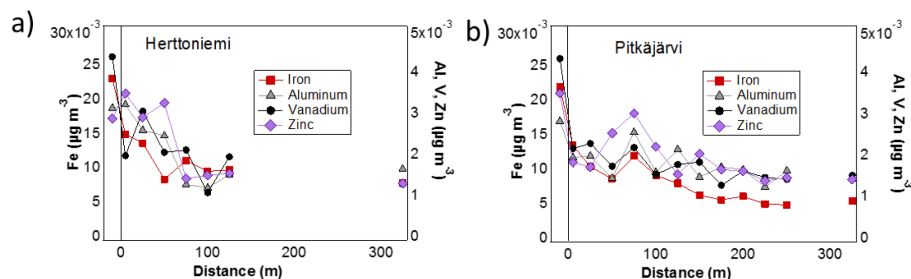 a)
30x10⁻³
Herttoniemi
5x10⁻³
25
4
20
Iron
Aluminum
Vanadium
Zinc
3
15
2
10
1
5
0
0
Fe (µg m⁻³)
Al, V, Zn (µg m⁻³)
0
100
200
300
Distance (m)
b)
30x10⁻³
Pitkäjärvi
5x10⁻³
25
4
20
Iron
Aluminum
Vanadium
Zinc
3
15
2
10
1
5
0
0
Fe (µg m⁻³)
Al, V, Zn (µg m⁻³)
0
100
200
300
Distance (m)